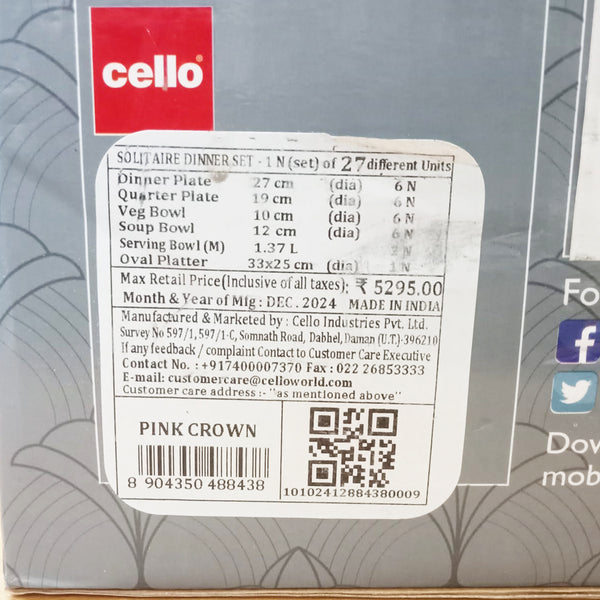 cello
SOLITAIRE DINNER SET - 1 N (set) of 27 different Units
Dinner Plate 27 cm (dia) 6 N
Quarter Plate 19 cm (dia) 6 N
Veg Bowl 10 cm (dia) 6 N
Soup Bowl 12 cm (dia) 6 N
Serving Bowl (M) 1.37 L 2 N
Oval Platter 33x25 cm (dia) 1 N
Max Retail Price(Inclusive of all taxes): ₹ 5295.00
Month & Year of Mfg : DEC. 2024 MADE IN INDIA
Manufactured & Marketed by : Cello Industries Pvt. Ltd.
Survey No 597/1,597/1-C, Somnath Road, Dabhel, Daman (U.T.)-396210
If any feedback / complaint Contact to Customer Care Executive
Contact No. : +917400007370 Fax : 022 26853333
E-mail: customercare@celloworld.com
Customer care address :- "as mentioned above"
PINK CROWN
8 904350 488438
10102412884380009
Fo
f
Dov
mob